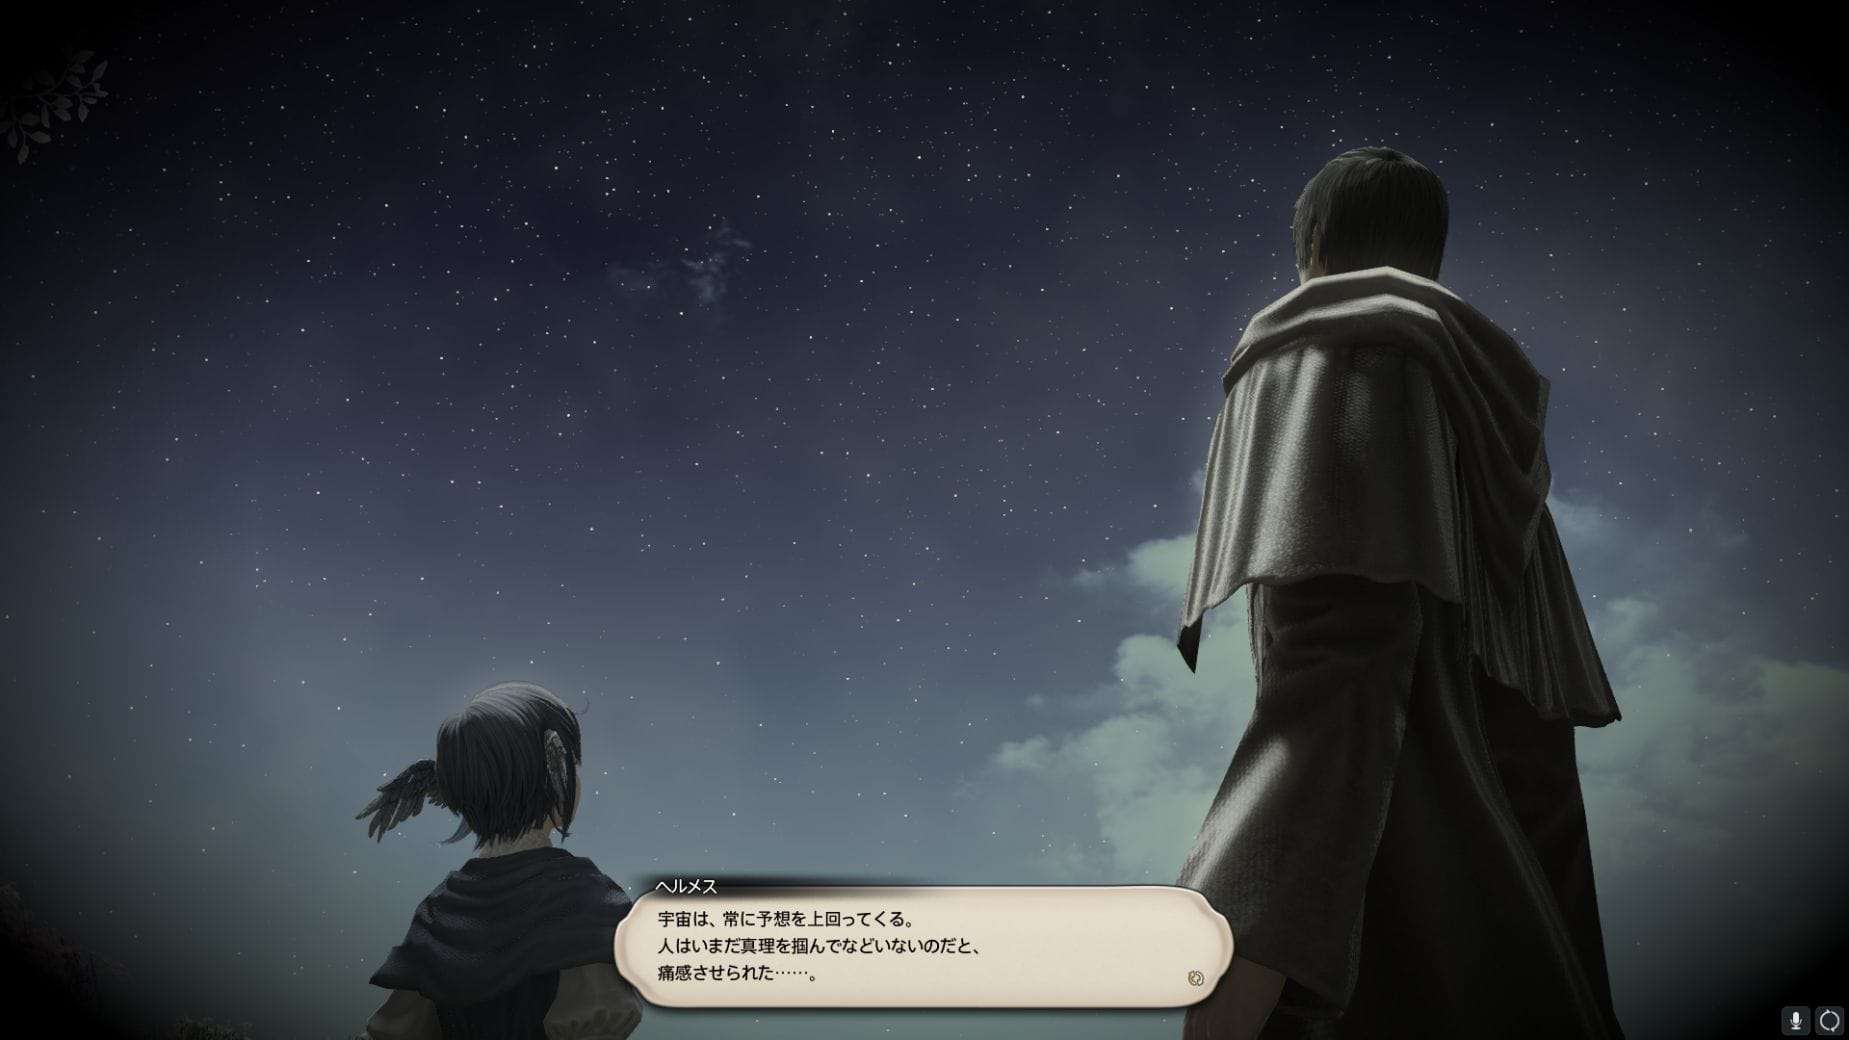 ヘルメス
宇宙は、常に予想を上回ってくる。
人はいまだ真理を掴んでなどいないのだと、
痛感させられた……。